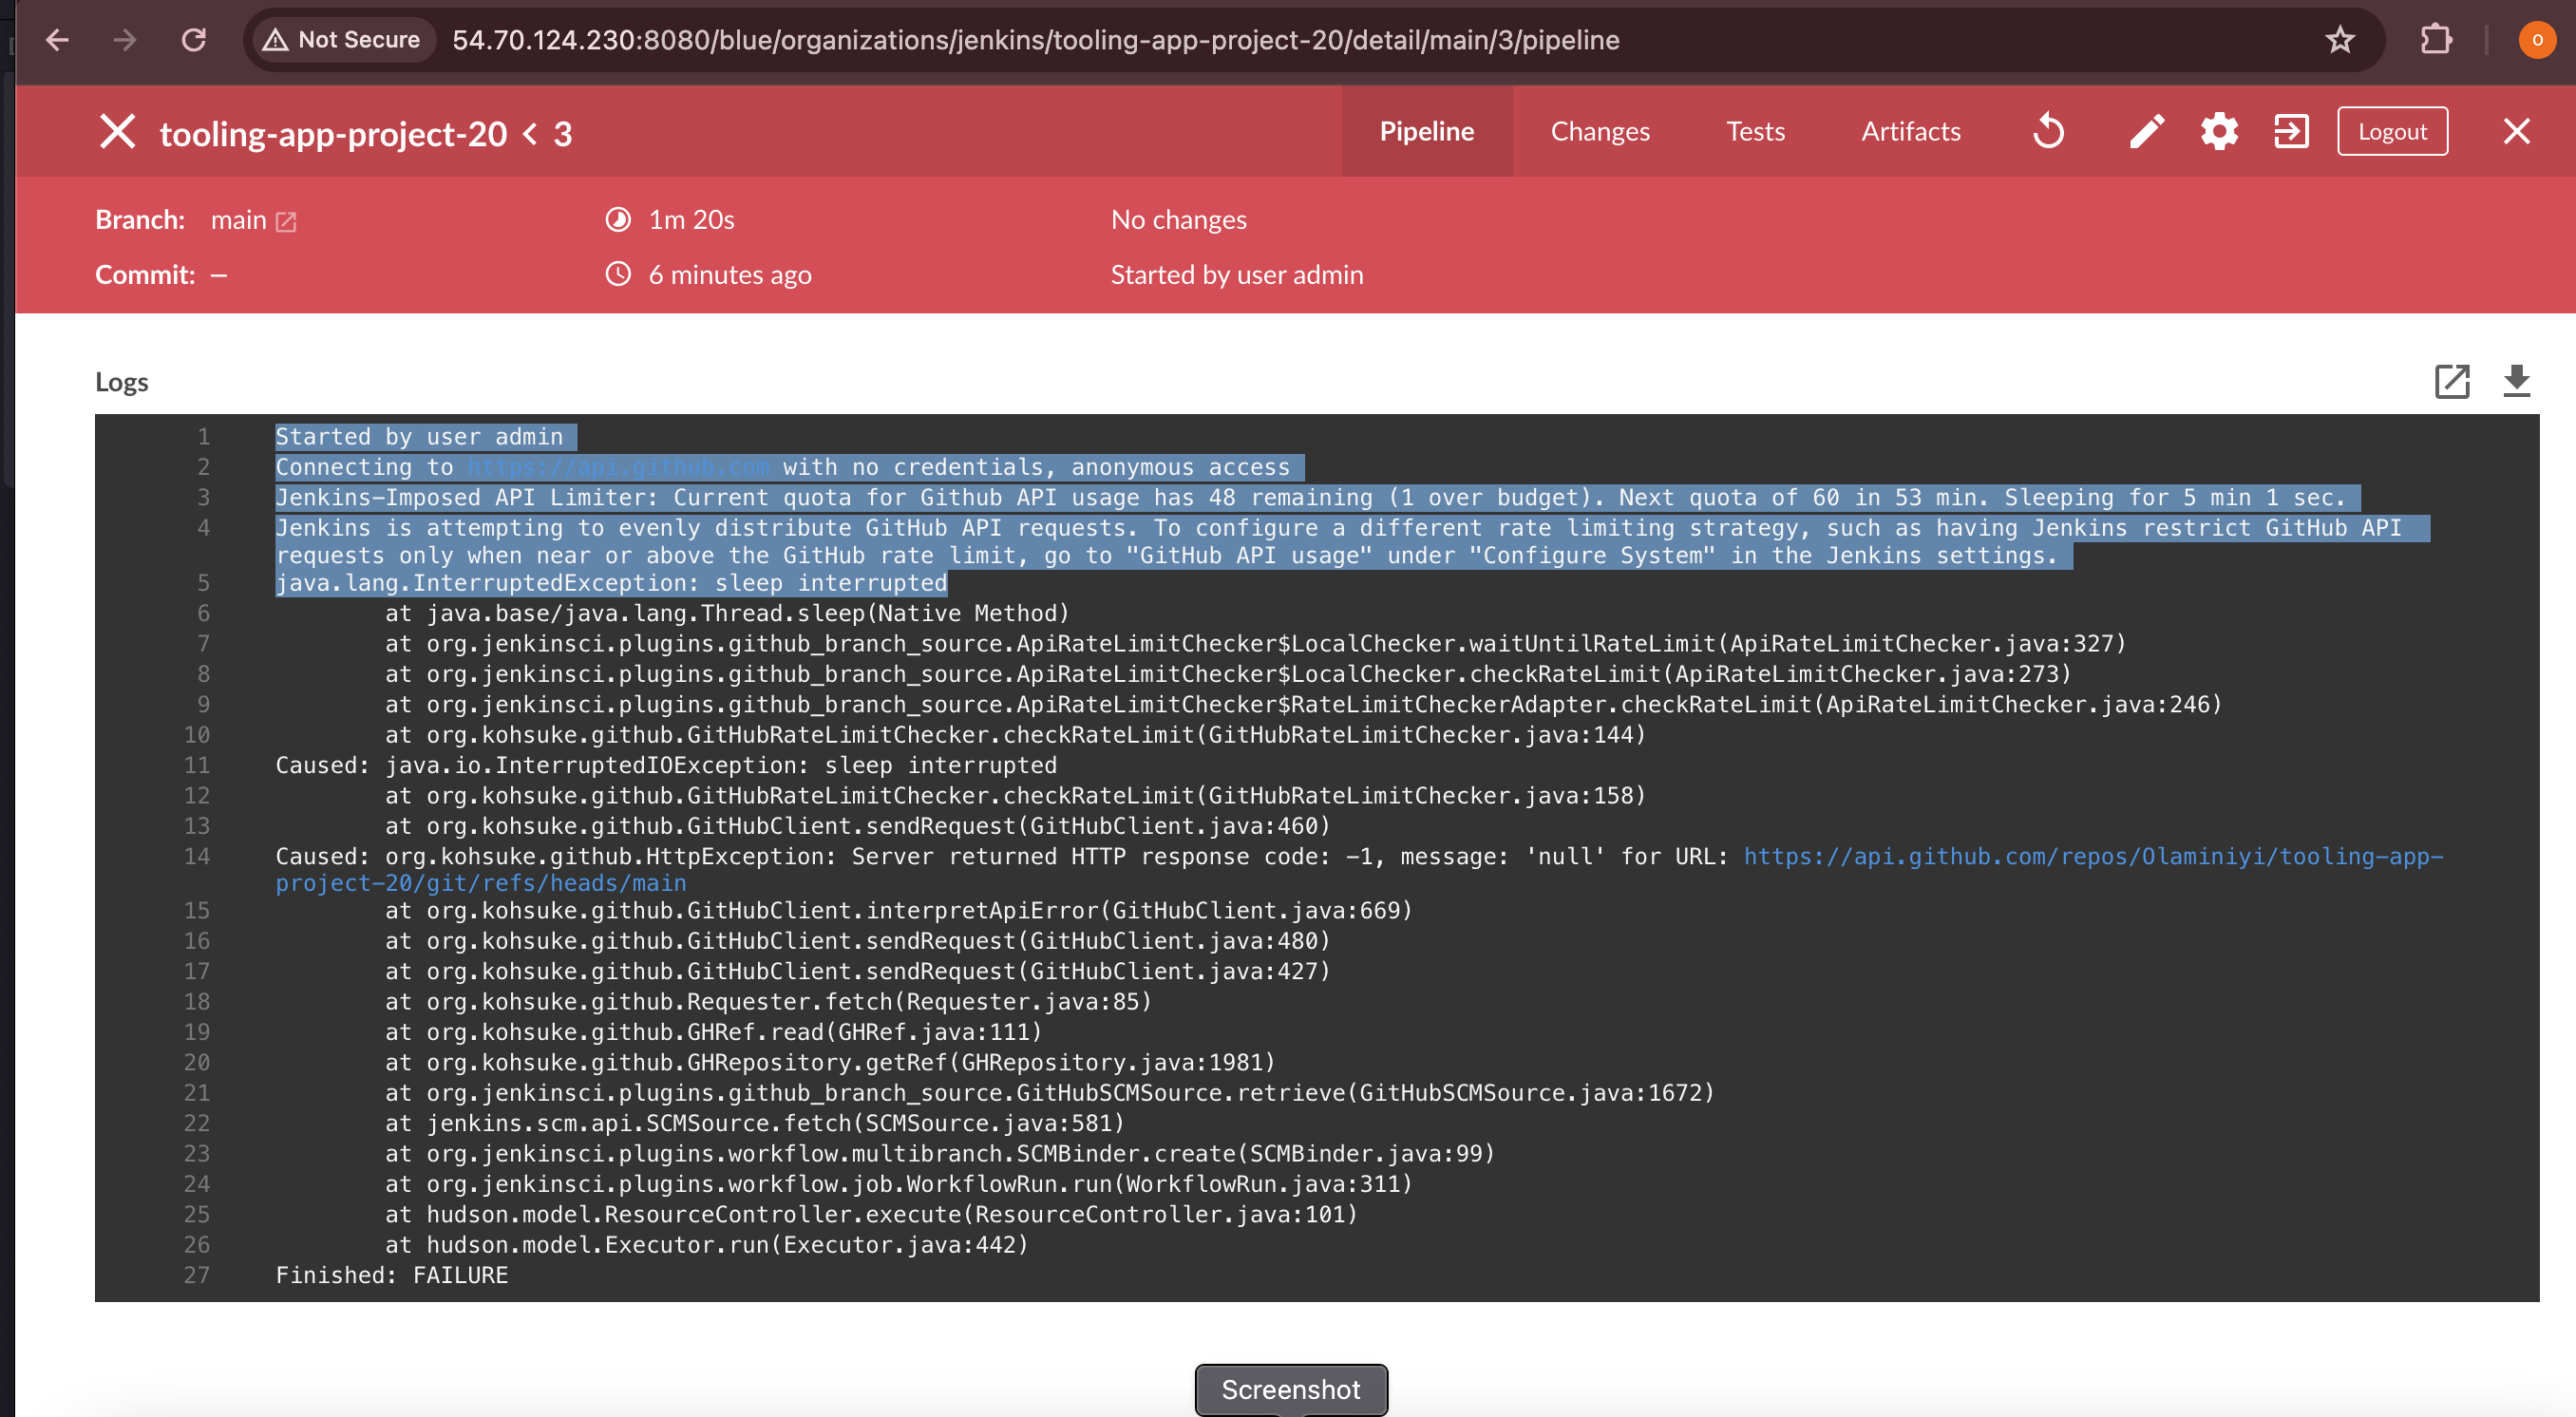 Not Secure 54.70.124.230:8080/blue/organizations/jenkins/tooling-app-project-20/detail/main/3/pipeline
O
tooling-app-project-20 < 3 Pipeline Changes Tests Artifacts Logout
Branch: main 1m 20s No changes
Commit: — 6 minutes ago Started by user admin
Logs
1 Started by user admin
2 Connecting to https://api.github.com with no credentials, anonymous access
3 Jenkins-Imposed API Limiter: Current quota for Github API usage has 48 remaining (1 over budget). Next quota of 60 in 53 min. Sleeping for 5 min 1 sec.
4 Jenkins is attempting to evenly distribute GitHub API requests. To configure a different rate limiting strategy, such as having Jenkins restrict GitHub API
requests only when near or above the GitHub rate limit, go to "GitHub API usage" under "Configure System" in the Jenkins settings.
5 java.lang.InterruptedException: sleep interrupted
6 at java.base/java.lang.Thread.sleep(Native Method)
7 at org.jenkinsci.plugins.github_branch_source.ApiRateLimitChecker$LocalChecker.waitUntilRateLimit(ApiRateLimitChecker.java:327)
8 at org.jenkinsci.plugins.github_branch_source.ApiRateLimitChecker$LocalChecker.checkRateLimit(ApiRateLimitChecker.java:273)
9 at org.jenkinsci.plugins.github_branch_source.ApiRateLimitChecker$RateLimitCheckerAdapter.checkRateLimit(ApiRateLimitChecker.java:246)
10 at org.kohsuke.github.GitHubRateLimitChecker.checkRateLimit(GitHubRateLimitChecker.java:144)
11 Caused: java.io.InterruptedIOException: sleep interrupted
12 at org.kohsuke.github.GitHubRateLimitChecker.checkRateLimit(GitHubRateLimitChecker.java:158)
13 at org.kohsuke.github.GitHubClient.sendRequest(GitHubClient.java:460)
14 Caused: org.kohsuke.github.HttpException: Server returned HTTP response code: -1, message: 'null' for URL: https://api.github.com/repos/Olaminiyi/tooling-app-
project-20/git/refs/heads/main
15 at org.kohsuke.github.GitHubClient.interpretApiError(GitHubClient.java:669)
16 at org.kohsuke.github.GitHubClient.sendRequest(GitHubClient.java:480)
17 at org.kohsuke.github.GitHubClient.sendRequest(GitHubClient.java:427)
18 at org.kohsuke.github.Requester.fetch(Requester.java:85)
19 at org.kohsuke.github.GHRef.read(GHRef.java:111)
20 at org.kohsuke.github.GHRepository.getRef(GHRepository.java:1981)
21 at org.jenkinsci.plugins.github_branch_source.GitHubSCMSource.retrieve(GitHubSCMSource.java:1672)
22 at jenkins.scm.api.SCMSource.fetch(SCMSource.java:581)
23 at org.jenkinsci.plugins.workflow.multibranch.SCMBinder.create(SCMBinder.java:99)
24 at org.jenkinsci.plugins.workflow.job.WorkflowRun.run(WorkflowRun.java:311)
25 at hudson.model.ResourceController.execute(ResourceController.java:101)
26 at hudson.model.Executor.run(Executor.java:442)
27 Finished: FAILURE
Screenshot